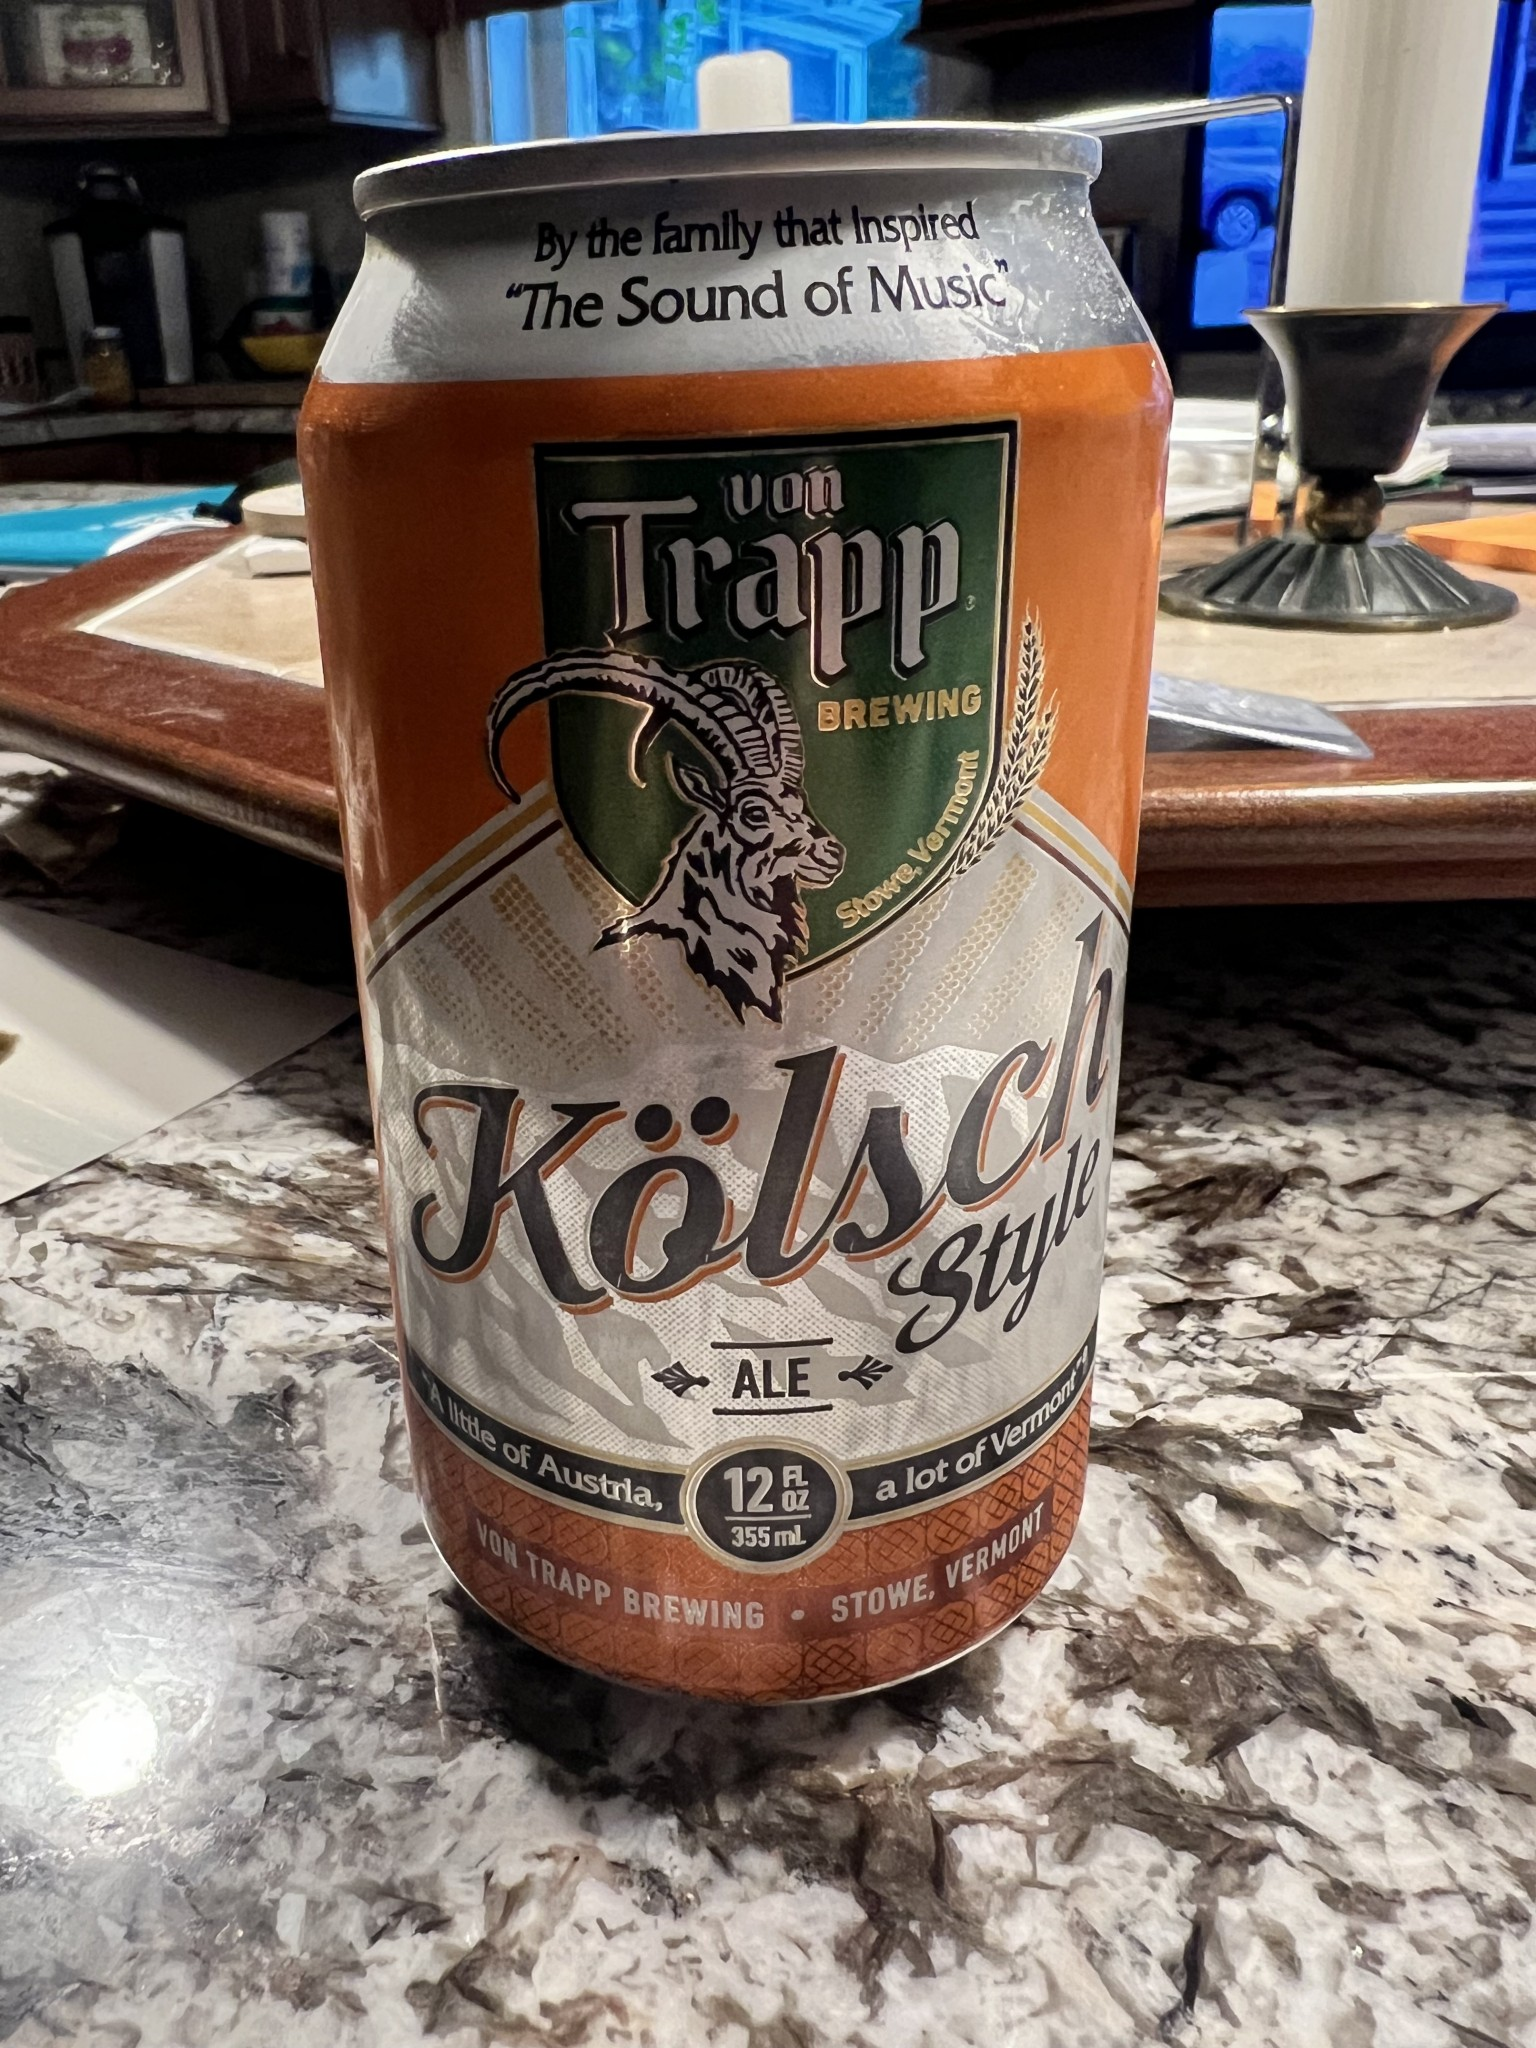 By the family that Inspired
"The Sound of Music"
von
Trapp
BREWING
Stowe, Vermont
Kölsch
Style
ALE
"A little of Austria, a lot of Vermont"®
12 FL OZ
355 mL
VON TRAPP BREWING • STOWE, VERMONT